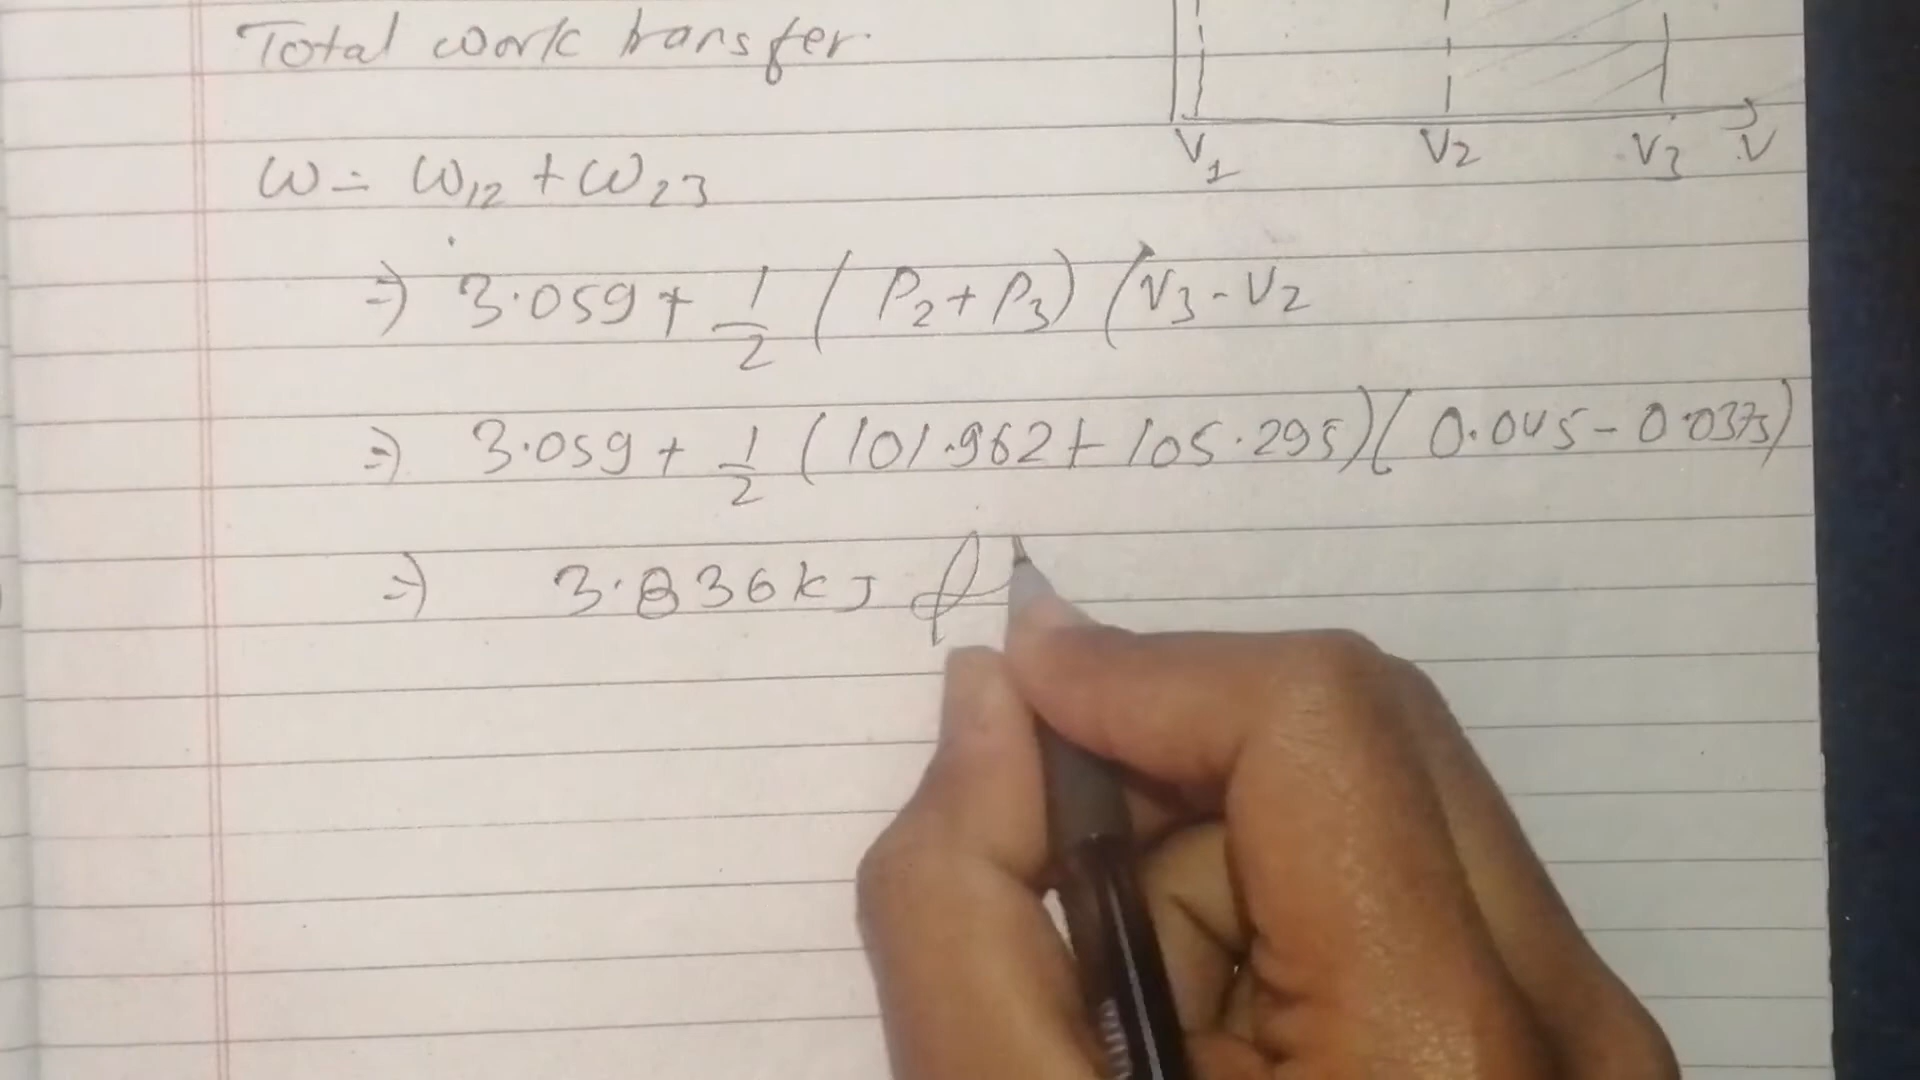 Total work transfer.
V1 V2 V3 V
W = W12 + W23
⇒ 3.059 + 1/2 ( P2 + P3) (V3 - V2
⇒ 3.059 + 1/2 (101.962 + 105.295)( 0.045 - 0.0375)
⇒ 3.836 kJ